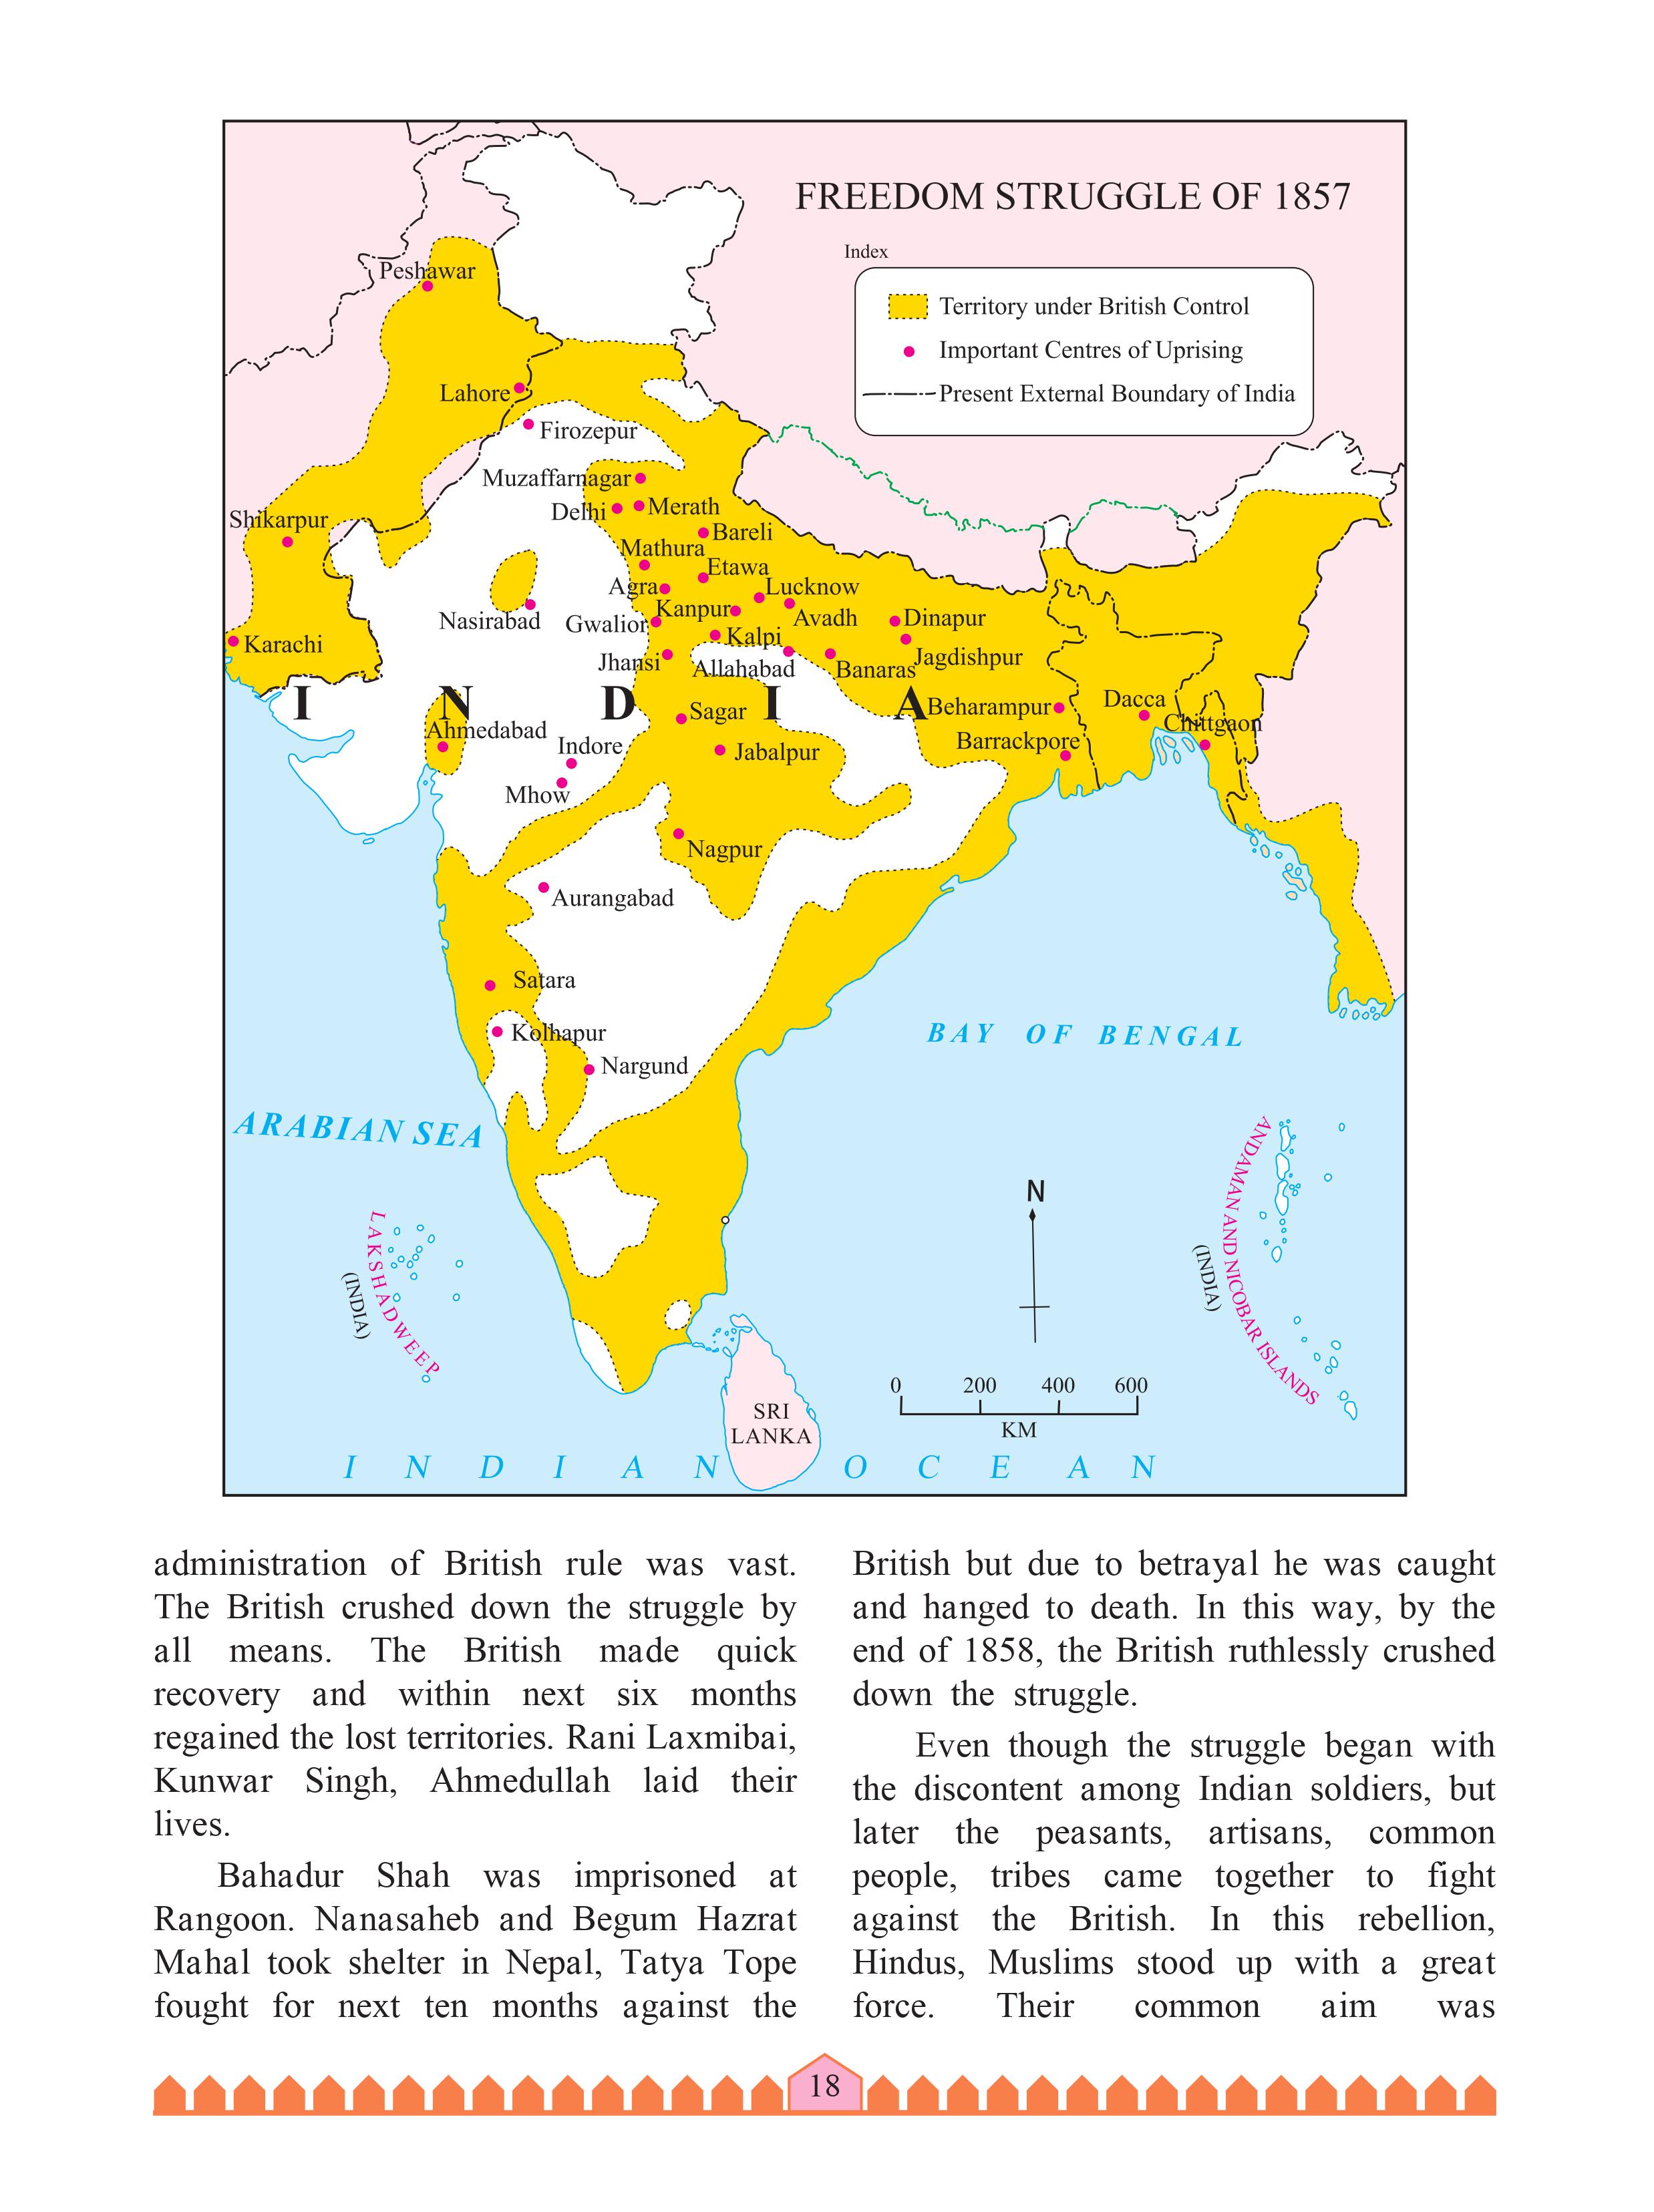 FREEDOM STRUGGLE OF 1857
Index
Territory under British Control
Important Centres of Uprising
Present External Boundary of India
Peshawar
Lahore
Firozepur
Muzaffarnagar
Delhi
Merath
Shikarpur
Bareli
Mathura
Etawa
Agra
Lucknow
Kanpur
Nasirabad
Gwalior
Avadh
Dinapur
Karachi
Kalpi
Jhansi
Allahabad
Banaras
Jagdishpur
I N D I A
Beharampur
Dacca
Sagar
Chittgaon
Ahmedabad
Indore
Jabalpur
Barrackpore
Mhow
Nagpur
Aurangabad
Satara
Kolhapur
Nargund
BAY OF BENGAL
ARABIAN SEA
LAKSHADWEEP
(INDIA)
ANDAMAN AND NICOBAR ISLANDS
(INDIA)
N
0 200 400 600
KM
SRI
LANKA
INDIAN OCEAN
administration of British rule was vast.
The British crushed down the struggle by
all means. The British made quick
recovery and within next six months
regained the lost territories. Rani Laxmibai,
Kunwar Singh, Ahmedullah laid their
lives.
Bahadur Shah was imprisoned at
Rangoon. Nanasaheb and Begum Hazrat
Mahal took shelter in Nepal, Tatya Tope
fought for next ten months against the
British but due to betrayal he was caught
and hanged to death. In this way, by the
end of 1858, the British ruthlessly crushed
down the struggle.
Even though the struggle began with
the discontent among Indian soldiers, but
later the peasants, artisans, common
people, tribes came together to fight
against the British. In this rebellion,
Hindus, Muslims stood up with a great
force. Their common aim was
18